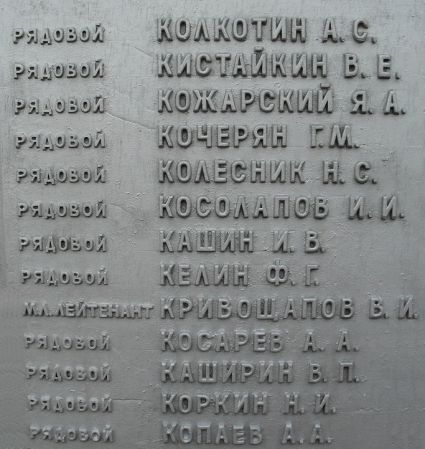 РЯДОВОЙ КОЛКОТИН А. С.
РЯДОВОЙ КИСТАЙКИН В. Е.
РЯДОВОЙ КОЖАРСКИЙ Я. А.
РЯДОВОЙ КОЧЕРЯН Г. М.
РЯДОВОЙ КОЛЕСНИК Н. С.
РЯДОВОЙ КОСОЛАПОВ И. И.
РЯДОВОЙ КАШИН И. В.
РЯДОВОЙ КЕЛИН Ф. Г.
МЛ.ЛЕЙТЕНАНТ КРИВОЩАПОВ В. И.
РЯДОВОЙ КОСАРЕВ А. А.
РЯДОВОЙ КАШИРИН В. П.
РЯДОВОЙ КОРКИН Н. И.
РЯДОВОЙ КОПАЕВ А. А.